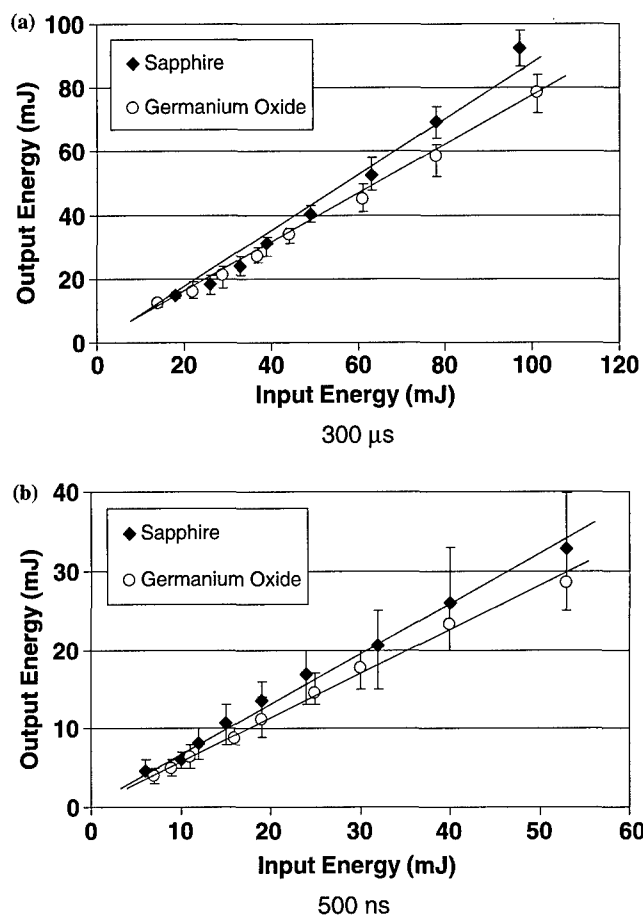 (a)
100
80
60
40
20
0
Output Energy (mJ)
Sapphire
Germanium Oxide
0 20 40 60 80 100 120
Input Energy (mJ)
300 µs
(b)
40
30
20
10
0
Output Energy (mJ)
Sapphire
Germanium Oxide
0 10 20 30 40 50 60
Input Energy (mJ)
500 ns